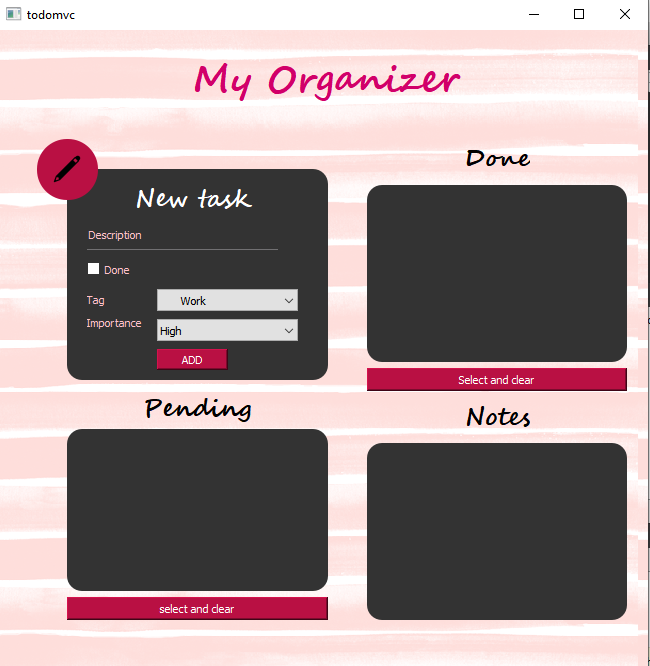 todomvc
My Organizer
New task
Description
Done
Tag Work
Importance High
ADD
Done
Select and clear
Pending
select and clear
Notes